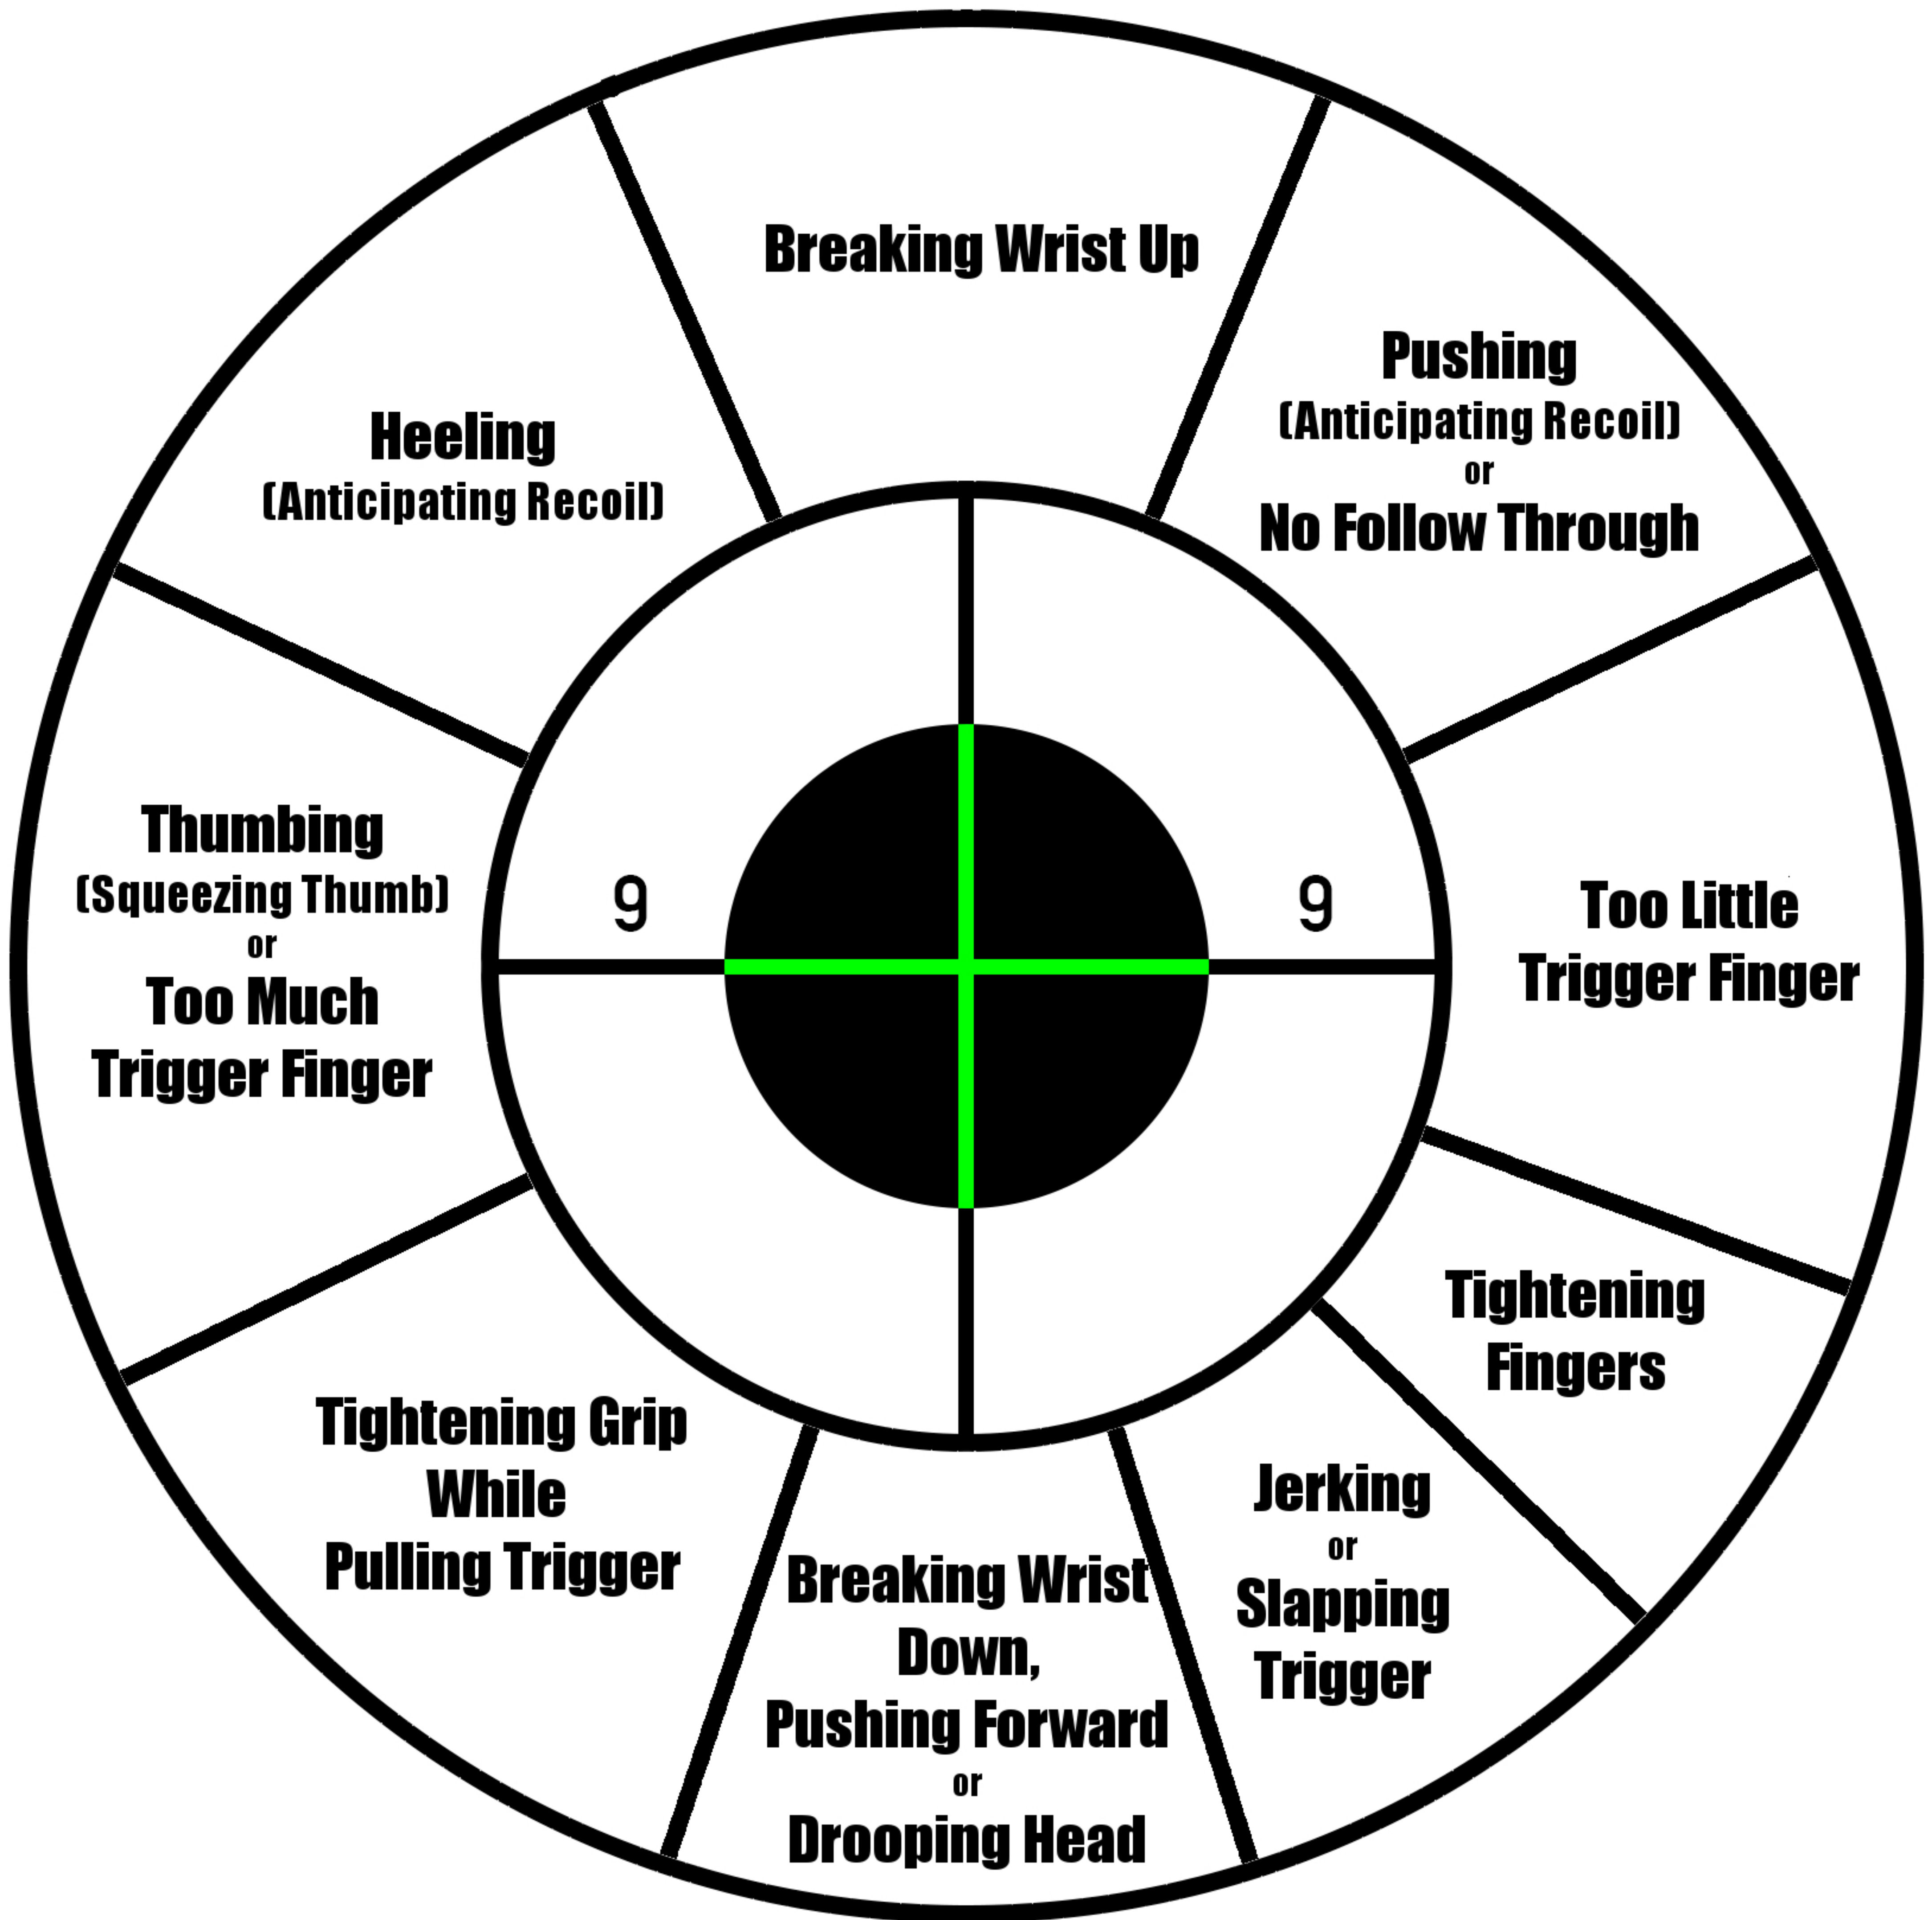 Breaking Wrist Up
Pushing
(Anticipating Recoil)
or
No Follow Through
Heeling
(Anticipating Recoil)
Thumbing
(Squeezing Thumb)
or
Too Much
Trigger Finger
9
9
Too Little
Trigger Finger
Tightening
Fingers
Tightening Grip
While
Pulling Trigger
Jerking
or
Slapping
Trigger
Breaking Wrist
Down,
Pushing Forward
or
Drooping Head